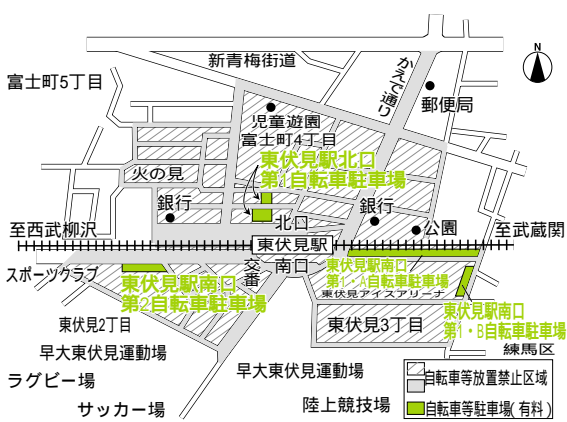 新青梅街道
かえで通り
N
富士町5丁目
郵便局
児童遊園
富士町4丁目
東伏見駅北口
第1自転車駐車場
火の見
銀行
北口
銀行
公園
至西武柳沢
東伏見駅
至武蔵関
スポーツクラブ
交番
南口
東伏見駅南口
第1・A自転車駐車場
東伏見駅南口
第2自転車駐車場
東伏見アイスアリーナ
東伏見駅南口
第1・B自転車駐車場
東伏見2丁目
東伏見3丁目
早大東伏見運動場
練馬区
ラグビー場
早大東伏見運動場
サッカー場
陸上競技場
自転車等放置禁止区域
自転車等駐車場(有料)